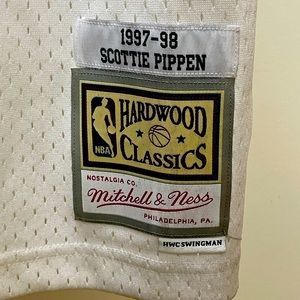 1997-98
SCOTTIE PIPPEN
NBA
HARDWOOD
CLASSICS
NOSTALGIA CO.
Mitchell & Ness
PHILADELPHIA, PA.
HWC SWINGMAN